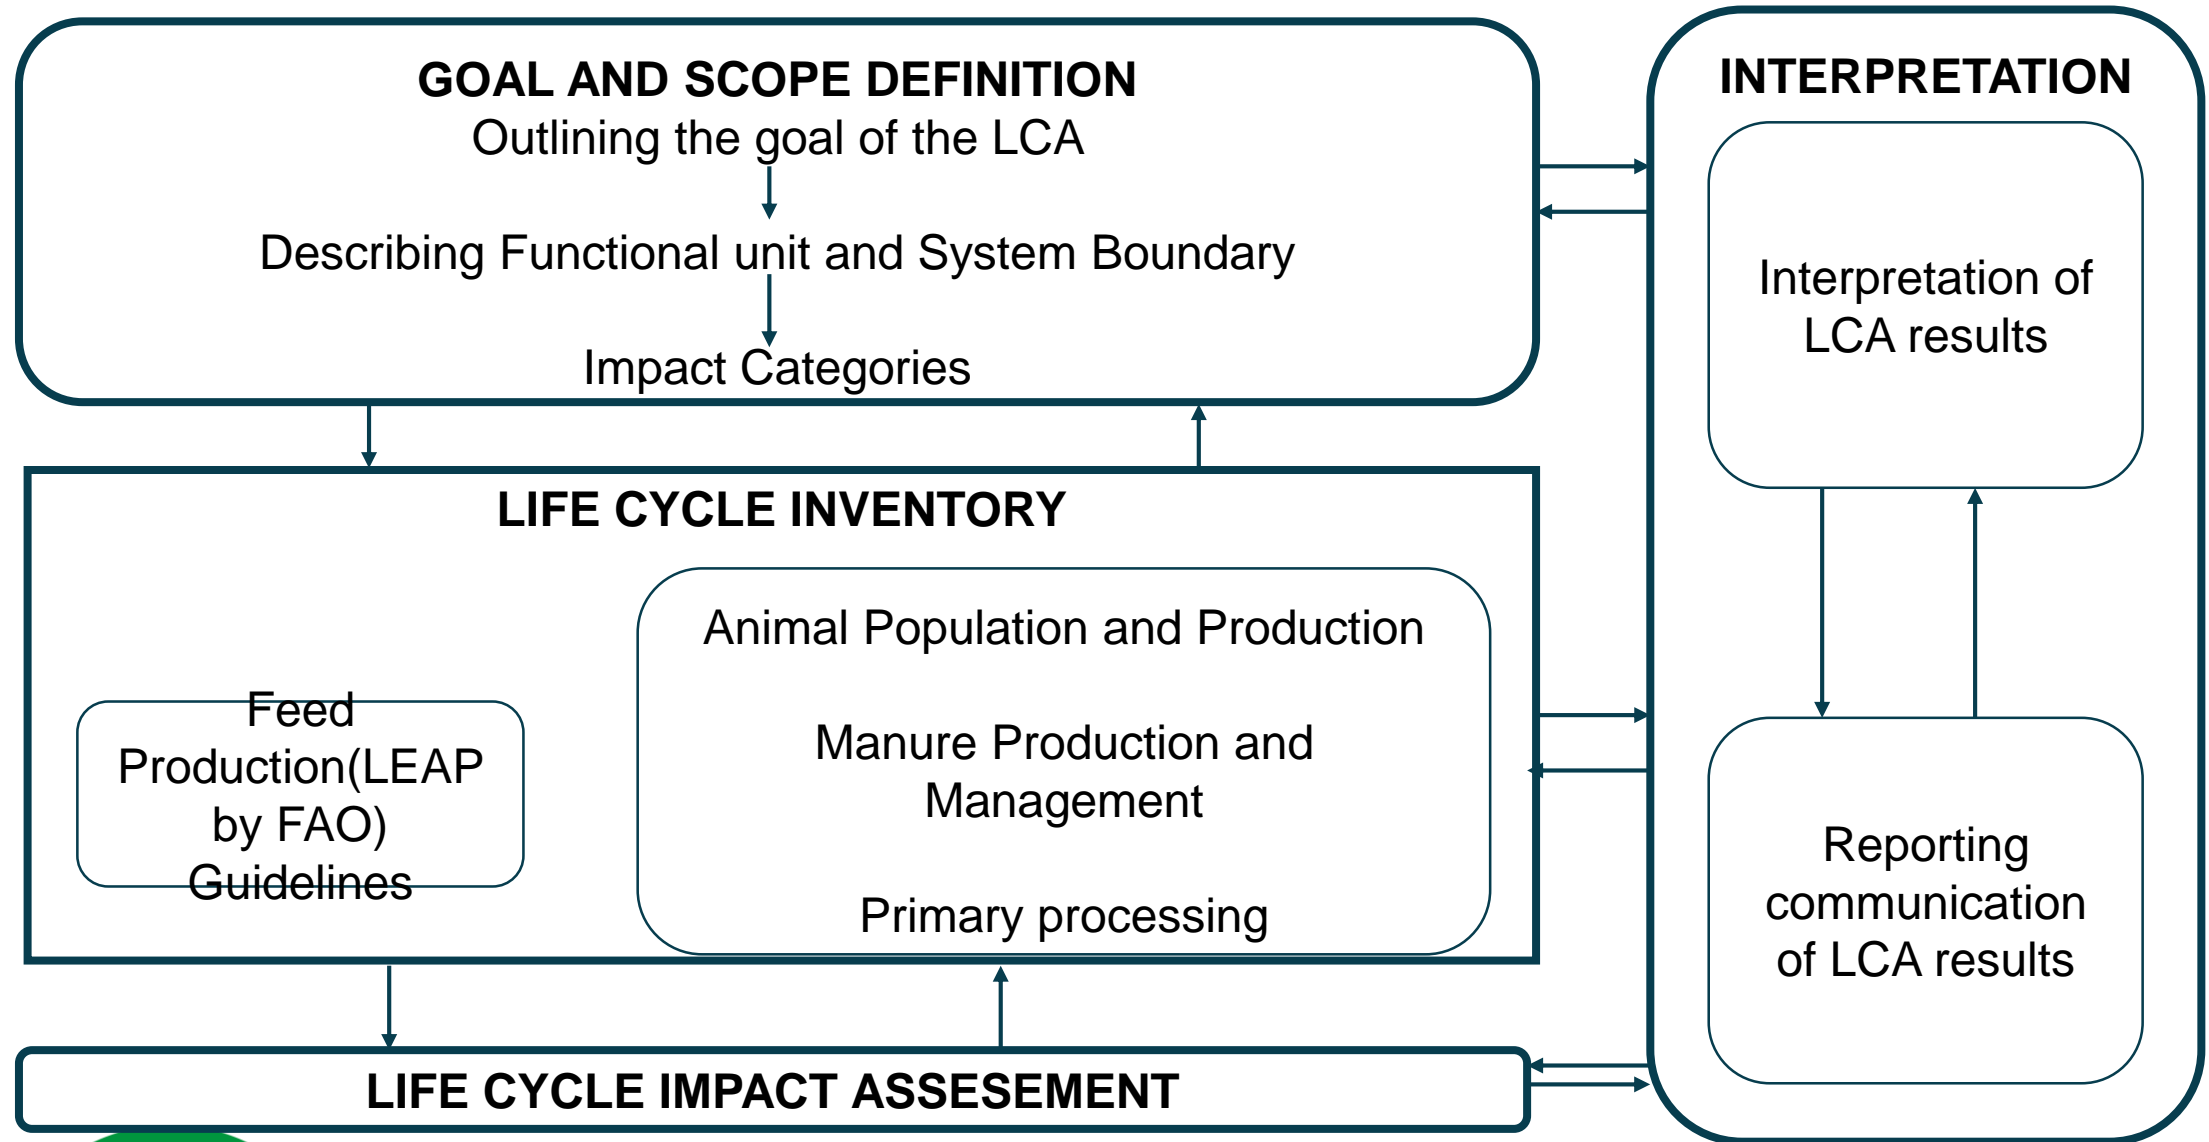 GOAL AND SCOPE DEFINITION
Outlining the goal of the LCA
Describing Functional unit and System Boundary
Impact Categories
LIFE CYCLE INVENTORY
Feed
Production(LEAP
by FAO)
Guidelines
Animal Population and Production
Manure Production and
Management
Primary processing
LIFE CYCLE IMPACT ASSESEMENT
INTERPRETATION
Interpretation of
LCA results
Reporting
communication
of LCA results